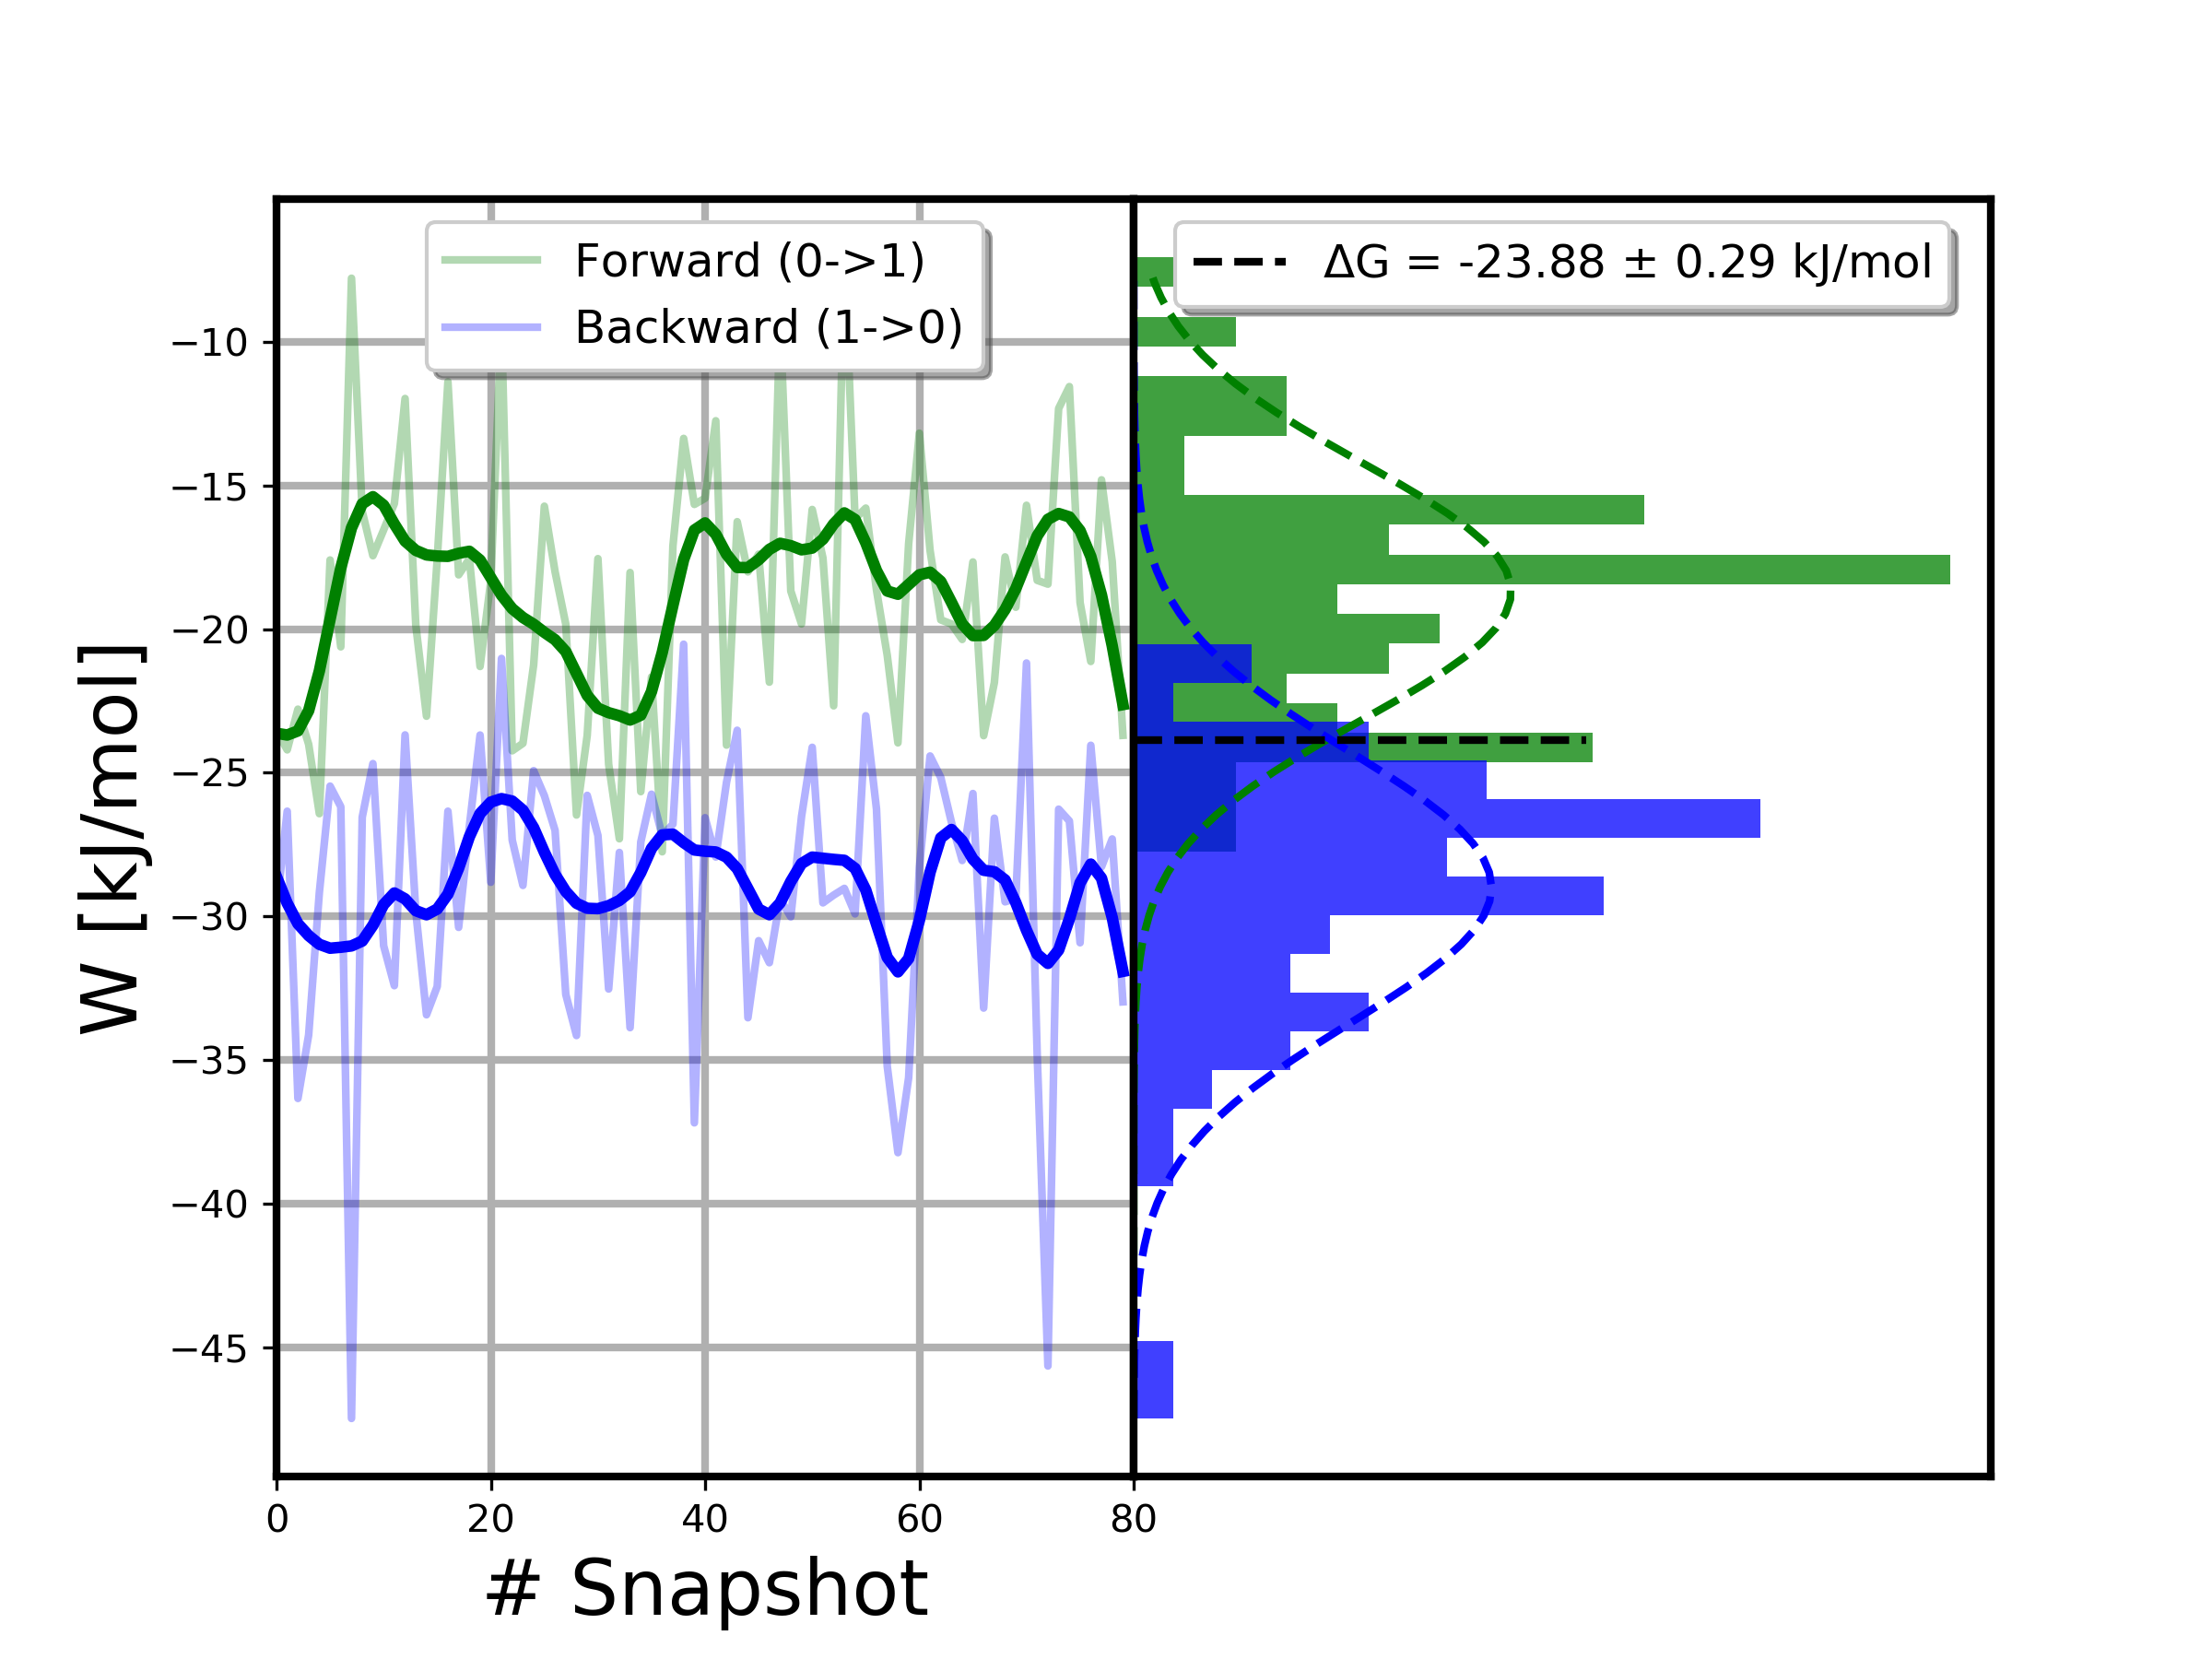 Forward (0->1)
Backward (1->0)
ΔG = -23.88 ± 0.29 kJ/mol
W [kJ/mol]
−10
−15
−20
−25
−30
−35
−40
−45
0 20 40 60 80
# Snapshot